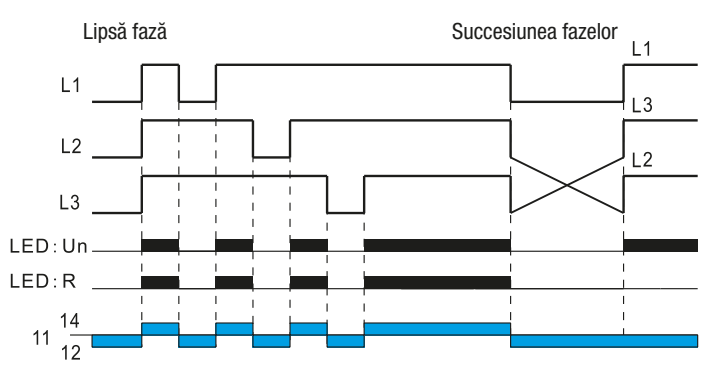 Lipsă fază
Succesiunea fazelor
L1
L1
L3
L2
L2
L3
LED: Un
LED: R
14
11
12